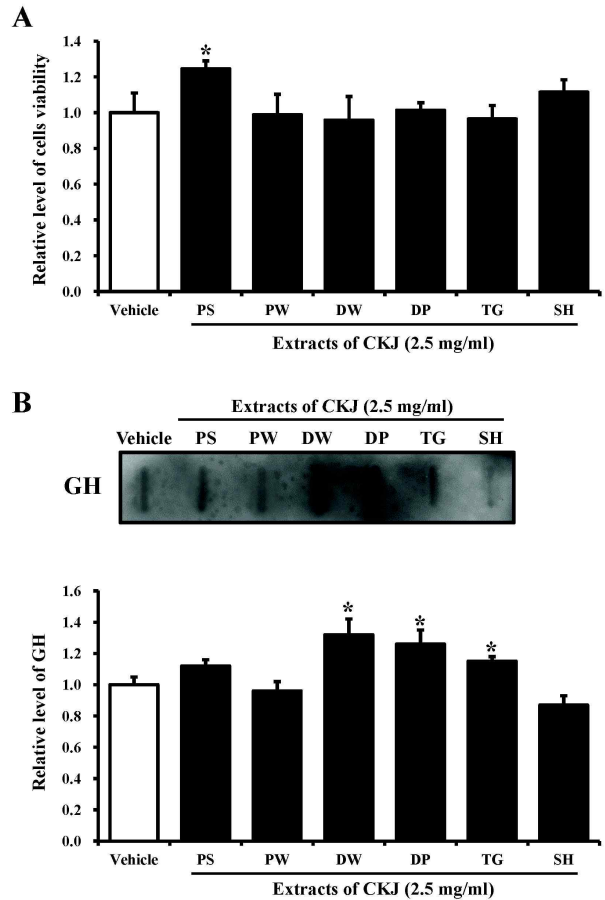 A
Relative level of cells viability
1.4
1.2
1.0
0.8
0.6
0.4
0.2
0.0
*
Vehicle PS PW DW DP TG SH
Extracts of CKJ (2.5 mg/ml)
B
Extracts of CKJ (2.5 mg/ml)
Vehicle PS PW DW DP TG SH
GH
Relative level of GH
1.6
1.4
1.2
1.0
0.8
0.6
0.4
0.2
0.0
* * *
Vehicle PS PW DW DP TG SH
Extracts of CKJ (2.5 mg/ml)